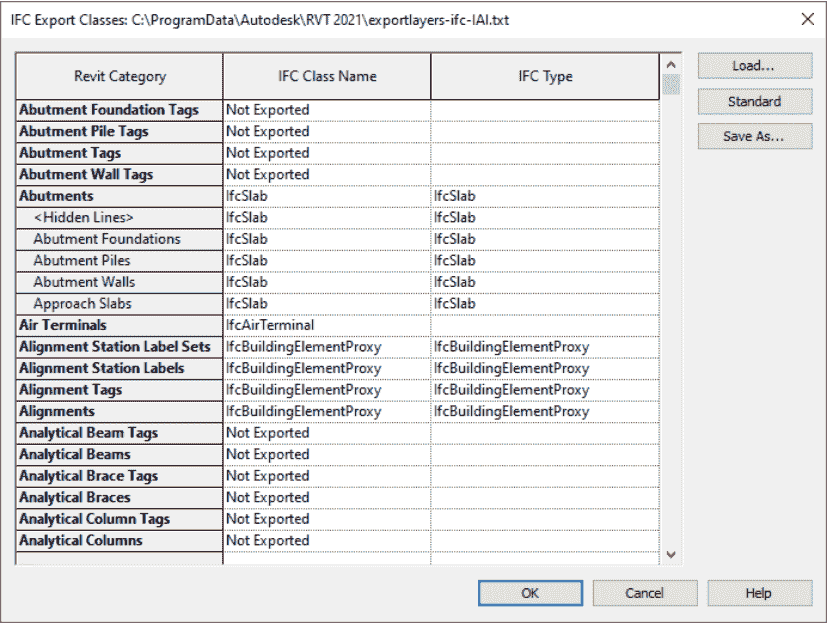 IFC Export Classes: C:\ProgramData\Autodesk\RVT 2021\exportlayers-ifc-IAI.txt
Revit Category IFC Class Name IFC Type
Abutment Foundation Tags Not Exported
Abutment Pile Tags Not Exported
Abutment Tags Not Exported
Abutment Wall Tags Not Exported
Abutments IfcSlab IfcSlab
<Hidden Lines> IfcSlab IfcSlab
Abutment Foundations IfcSlab IfcSlab
Abutment Piles IfcSlab IfcSlab
Abutment Walls IfcSlab IfcSlab
Approach Slabs IfcSlab IfcSlab
Air Terminals IfcAirTerminal
Alignment Station Label Sets IfcBuildingElementProxy IfcBuildingElementProxy
Alignment Station Labels IfcBuildingElementProxy IfcBuildingElementProxy
Alignment Tags IfcBuildingElementProxy IfcBuildingElementProxy
Alignments IfcBuildingElementProxy IfcBuildingElementProxy
Analytical Beam Tags Not Exported
Analytical Beams Not Exported
Analytical Brace Tags Not Exported
Analytical Braces Not Exported
Analytical Column Tags Not Exported
Analytical Columns Not Exported
Load...
Standard
Save As...
OK Cancel Help